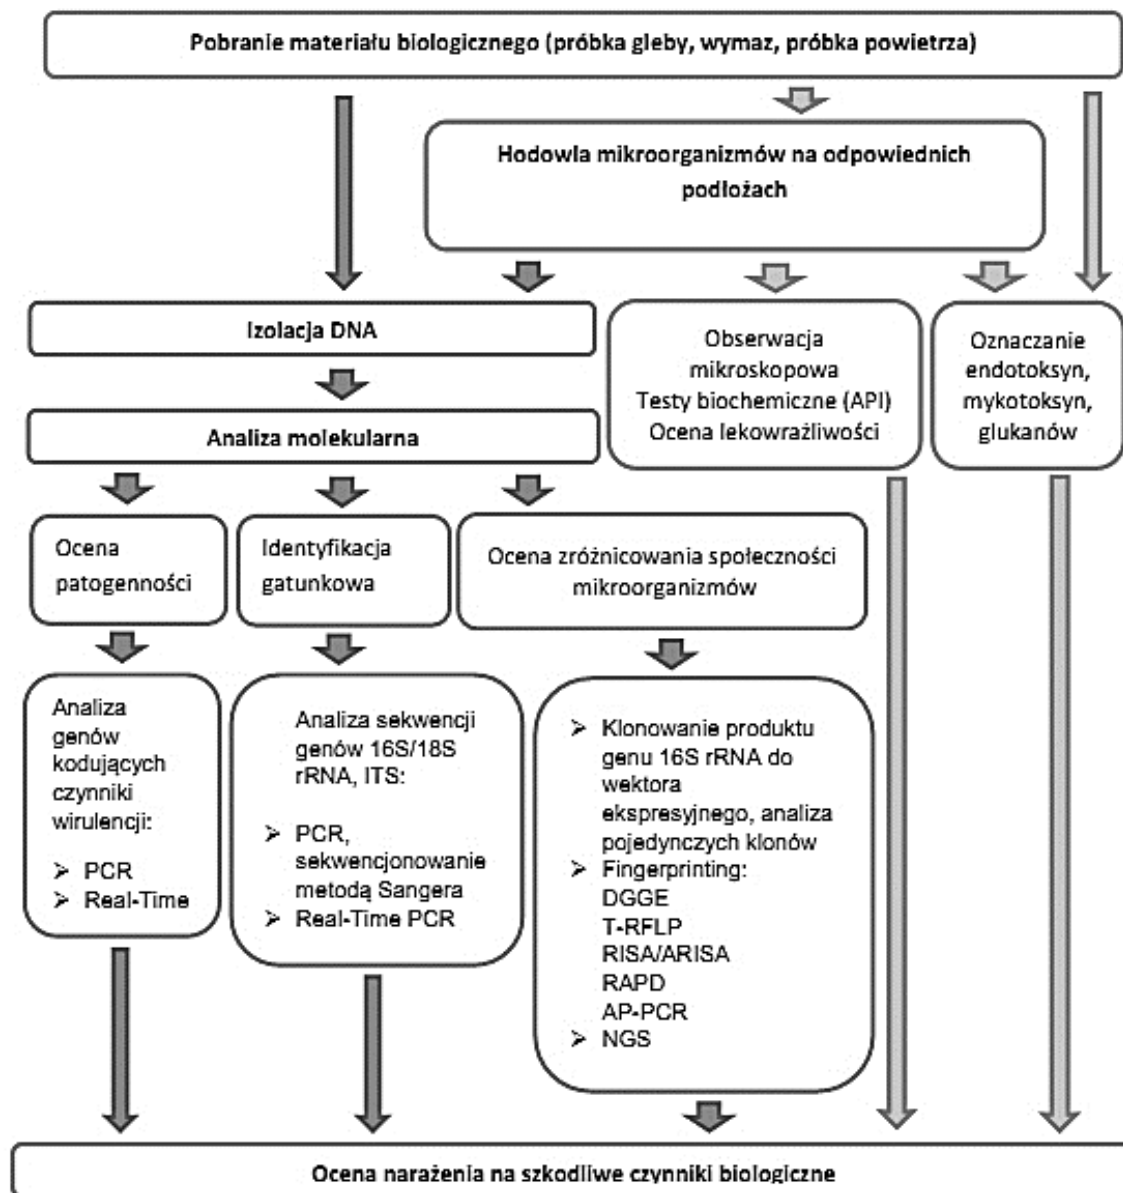 Pobranie materiału biologicznego (próbka gleby, wymaz, próbka powietrza)
Hodowla mikroorganizmów na odpowiednich
podłożach
Izolacja DNA
Analiza molekularna
Obserwacja
mikroskopowa
Testy biochemiczne (API)
Ocena lekowrażliwości
Oznaczanie
endotoksyn,
mykotoksyn,
glukanów
Ocena
patogenności
Identyfikacja
gatunkowa
Ocena zróżnicowania społeczności
mikroorganizmów
Analiza
genów
kodujących
czynniki
wirulencji:
➢ PCR
➢ Real-Time
Analiza sekwencji
genów 16S/18S
rRNA, ITS:
➢ PCR,
sekwencjonowanie
metodą Sangera
➢ Real-Time PCR
➢ Klonowanie produktu
genu 16S rRNA do
wektora
ekspresyjnego, analiza
pojedynczych klonów
➢ Fingerprinting:
DGGE
T-RFLP
RISA/ARISA
RAPD
AP-PCR
➢ NGS
Ocena narażenia na szkodliwe czynniki biologiczne